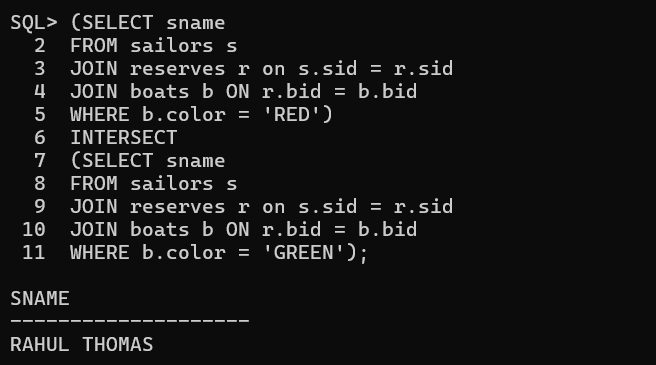 SQL> (SELECT sname
  2  FROM sailors s
  3  JOIN reserves r on s.sid = r.sid
  4  JOIN boats b ON r.bid = b.bid
  5  WHERE b.color = 'RED')
  6  INTERSECT
  7  (SELECT sname
  8  FROM sailors s
  9  JOIN reserves r on s.sid = r.sid
 10  JOIN boats b ON r.bid = b.bid
 11  WHERE b.color = 'GREEN');

SNAME
--------------------
RAHUL THOMAS